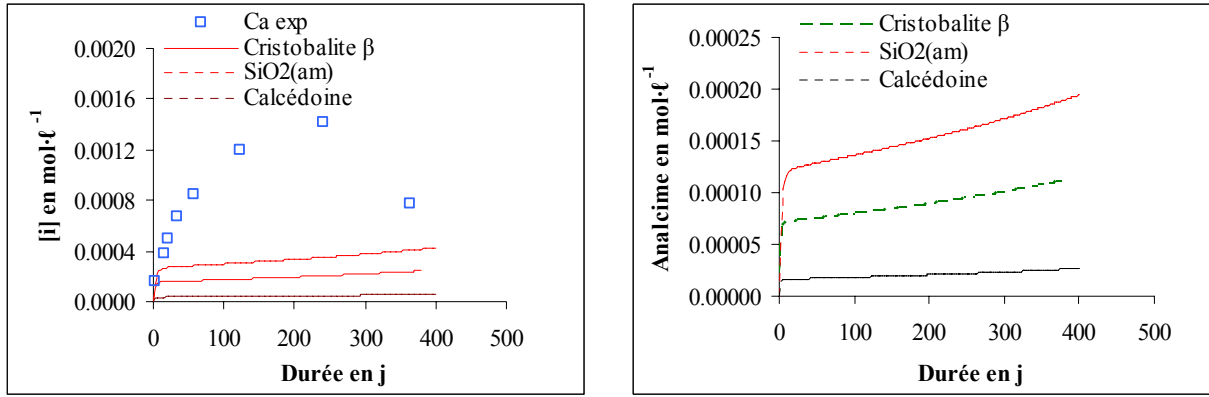 Ca exp
Cristobalite β
SiO2(am)
Calcédoine
[i] en mol·ℓ -1
0.0020
0.0016
0.0012
0.0008
0.0004
0.0000
0 100 200 300 400 500
Durée en j
Cristobalite β
SiO2(am)
Calcédoine
Analcime en mol·ℓ -1
0.00025
0.00020
0.00015
0.00010
0.00005
0.00000
0 100 200 300 400 500
Durée en j